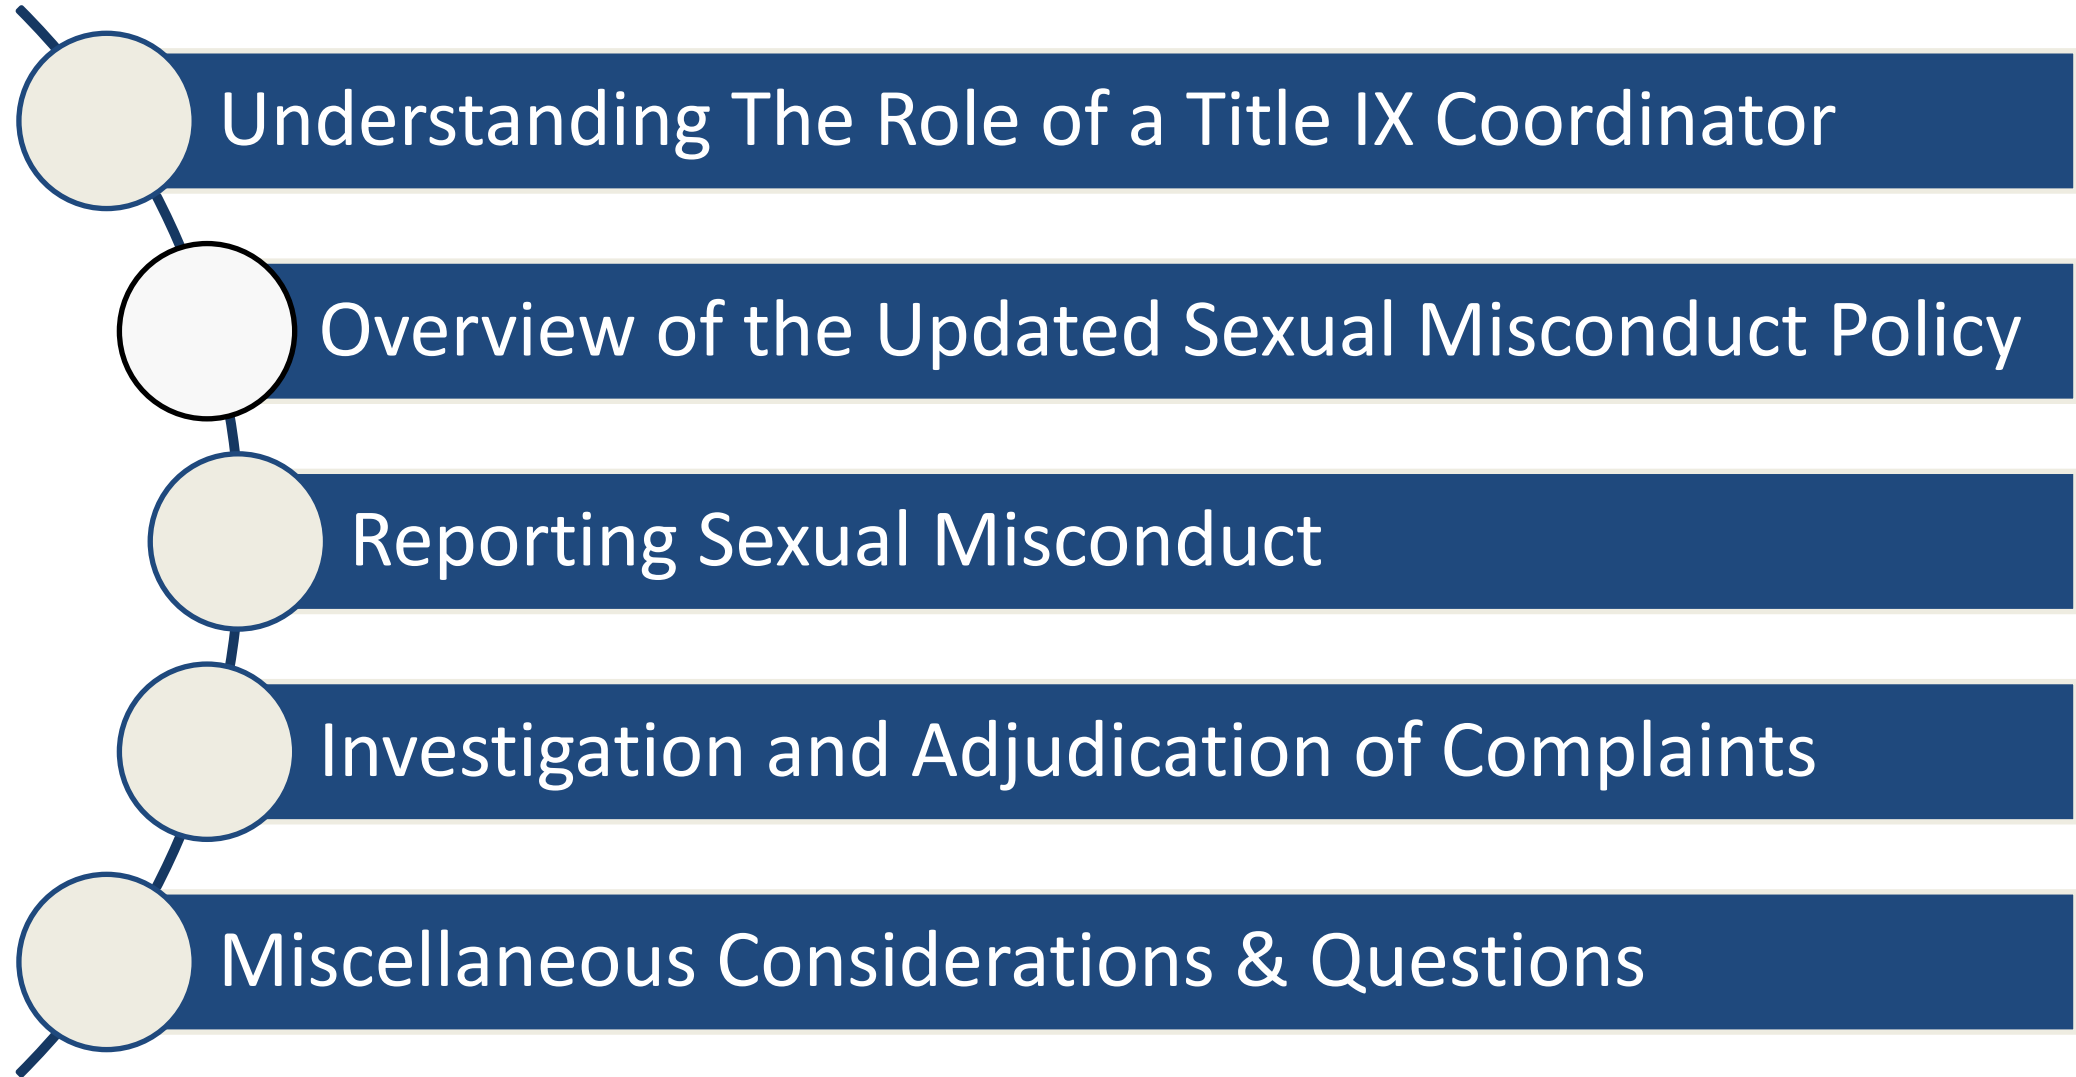 Understanding The Role of a Title IX Coordinator
Overview of the Updated Sexual Misconduct Policy
Reporting Sexual Misconduct
Investigation and Adjudication of Complaints
Miscellaneous Considerations & Questions